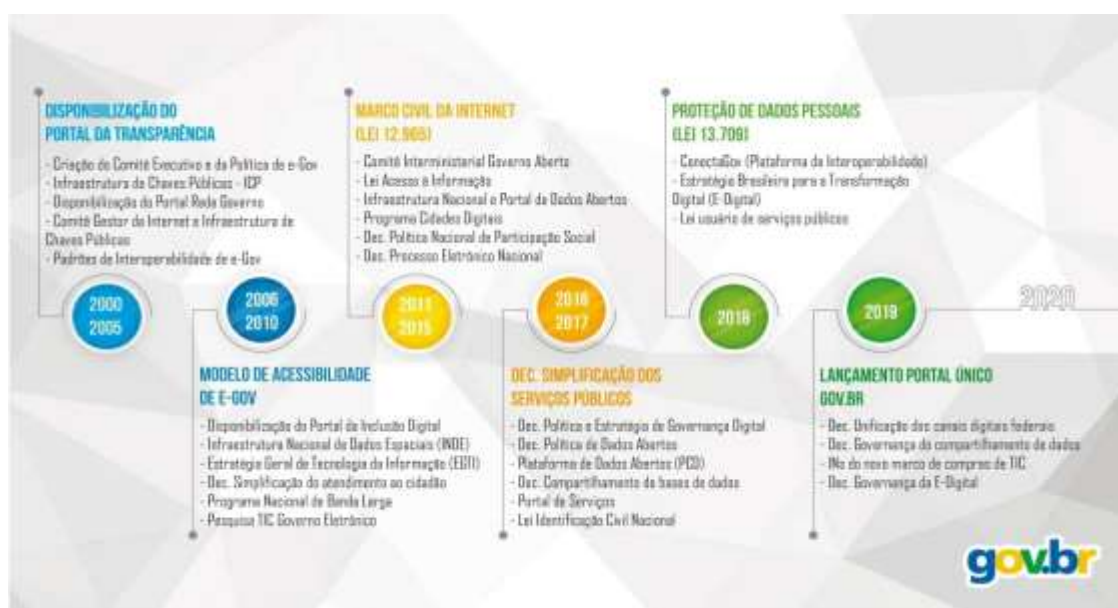 DISPONIBILIZAÇÃO DO
PORTAL DA TRANSPARÊNCIA
- Criação do Comitê Executivo e da Política de e-Gov
- Infraestrutura de Chaves Públicas - ICP
- Disponibilização do Portal Rede Governo
- Comitê Gestor da Internet e Infraestrutura de
Chaves Públicas
- Padrões de Interoperabilidade de e-Gov
2000
2005
2006
2010
MODELO DE ACESSIBILIDADE
DE E-GOV
- Disponibilização do Portal da Inclusão Digital
- Infraestrutura Nacional de Dados Espaciais (INDE)
- Estratégia Geral de Tecnologia da Informação (EGTI)
- Dec. Simplificação do atendimento ao cidadão
- Programa Nacional de Banda Larga
- Pesquisa TIC Governo Eletrônico
MARCO CIVIL DA INTERNET
(LEI 12.965)
- Comitê Interministerial Governo Aberto
- Lei Acesso à Informação
- Infraestrutura Nacional e Portal de Dados Abertos
- Programa Cidades Digitais
- Dec. Política Nacional de Participação Social
- Dec. Processo Eletrônico Nacional
2011
2015
2016
2017
DEC. SIMPLIFICAÇÃO DOS
SERVIÇOS PÚBLICOS
- Dec. Política e Estratégia de Governança Digital
- Dec. Política de Dados Abertos
- Plataforma de Dados Abertos (PCD)
- Dec. Compartilhamento de bases de dados
- Portal de Serviços
- Lei Identificação Civil Nacional
PROTEÇÃO DE DADOS PESSOAIS
(LEI 13.709)
- ConectaGov (Plataforma de Interoperabilidade)
- Estratégia Brasileira para a Transformação
Digital (E-Digital)
- Lei usuário de serviços públicos
2018
2019
LANÇAMENTO PORTAL ÚNICO
GOV.BR
- Dec. Unificação dos canais digitais federais
- Dec. Governança do compartilhamento de dados
- INo do novo marco de compras de TIC
- Dec. Governança da E-Digital
2020
gov.br